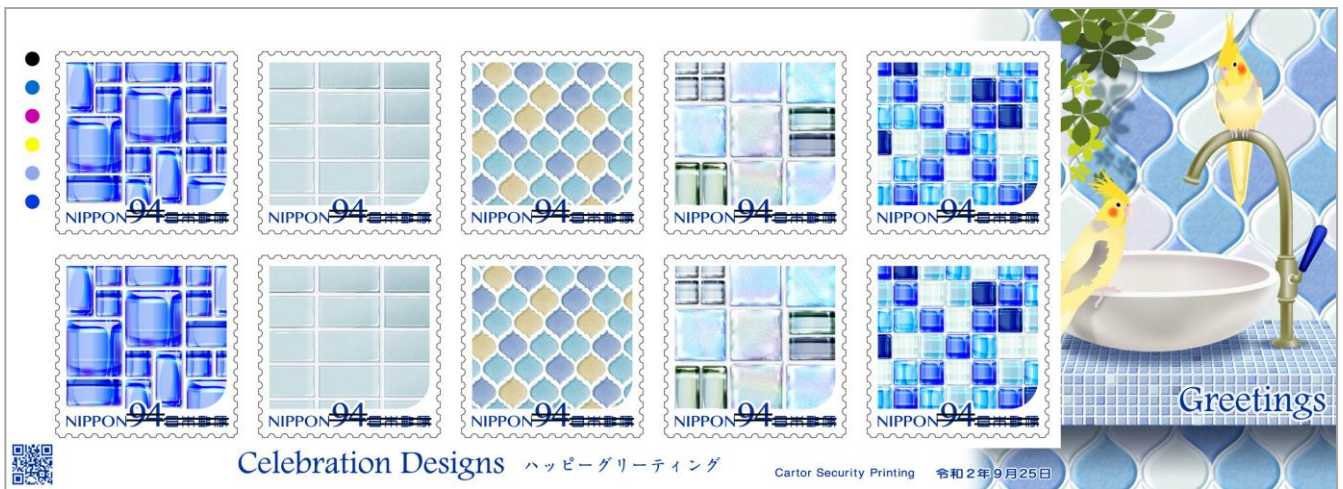 NIPPON 94 日本郵便 NIPPON 94 日本郵便 NIPPON 94 日本郵便 NIPPON 94 日本郵便 NIPPON 94 日本郵便
NIPPON 94 日本郵便 NIPPON 94 日本郵便 NIPPON 94 日本郵便 NIPPON 94 日本郵便 NIPPON 94 日本郵便
Greetings
Celebration Designs ハッピーグリーティング Cartor Security Printing 令和2年9月25日